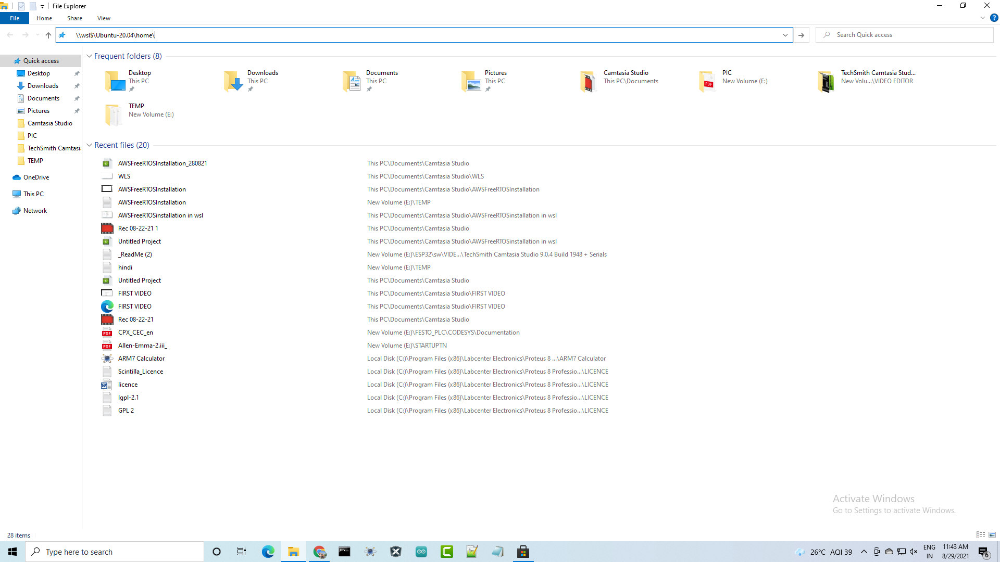 File Explorer
File Home Share View
\\wsl$\Ubuntu-20.04\home\
Search Quick access
Quick access
Desktop
Downloads
Documents
Pictures
Camtasia Studio
PIC
TechSmith Camtasia
TEMP
OneDrive
This PC
Network
Frequent folders (8)
Desktop
This PC
Downloads
This PC
Documents
This PC
Pictures
This PC
Camtasia Studio
This PC\Documents
PIC
New Volume (E:)
TechSmith Camtasia Stud...
New Volu...\VIDEO EDITOR
TEMP
New Volume (E:)
Recent files (20)
AWSFreeRTOSInstallation_280821 This PC\Documents\Camtasia Studio
WLS This PC\Documents\Camtasia Studio\WLS
AWSFreeRTOSInstallation This PC\Documents\Camtasia Studio\AWSFreeRTOSInstallation
AWSFreeRTOSInstallation New Volume (E:)\TEMP
AWSFreeRTOSinstallation in wsl This PC\Documents\Camtasia Studio\AWSFreeRTOSinstallation in wsl
Rec 08-22-21 1 This PC\Documents\Camtasia Studio
Untitled Project This PC\Documents\Camtasia Studio\AWSFreeRTOSinstallation in wsl
_ReadMe (2) New Volume (E:)\ESP32\sw\VIDE...\TechSmith Camtasia Studio 9.0.4 Build 1948 + Serials
hindi New Volume (E:)\TEMP
Untitled Project This PC\Documents\Camtasia Studio
FIRST VIDEO This PC\Documents\Camtasia Studio\FIRST VIDEO
FIRST VIDEO This PC\Documents\Camtasia Studio\FIRST VIDEO
Rec 08-22-21 This PC\Documents\Camtasia Studio
CPX_CEC_en New Volume (E:)\FESTO_PLC\CODESYS\Documentation
Allen-Emma-2.iii_ New Volume (E:)\STARTUPTN
ARM7 Calculator Local Disk (C:)\Program Files (x86)\Labcenter Electronics\Proteus 8 ...\ARM7 Calculator
Scintilla_Licence Local Disk (C:)\Program Files (x86)\Labcenter Electronics\Proteus 8 Professio...\LICENCE
licence Local Disk (C:)\Program Files (x86)\Labcenter Electronics\Proteus 8 Professio...\LICENCE
lgpl-2.1 Local Disk (C:)\Program Files (x86)\Labcenter Electronics\Proteus 8 Professio...\LICENCE
GPL 2 Local Disk (C:)\Program Files (x86)\Labcenter Electronics\Proteus 8 Professio...\LICENCE
Activate Windows
Go to Settings to activate Windows.
28 items
Type here to search
26°C AQI 39
ENG
IN
11:43 AM
8/29/2021
6